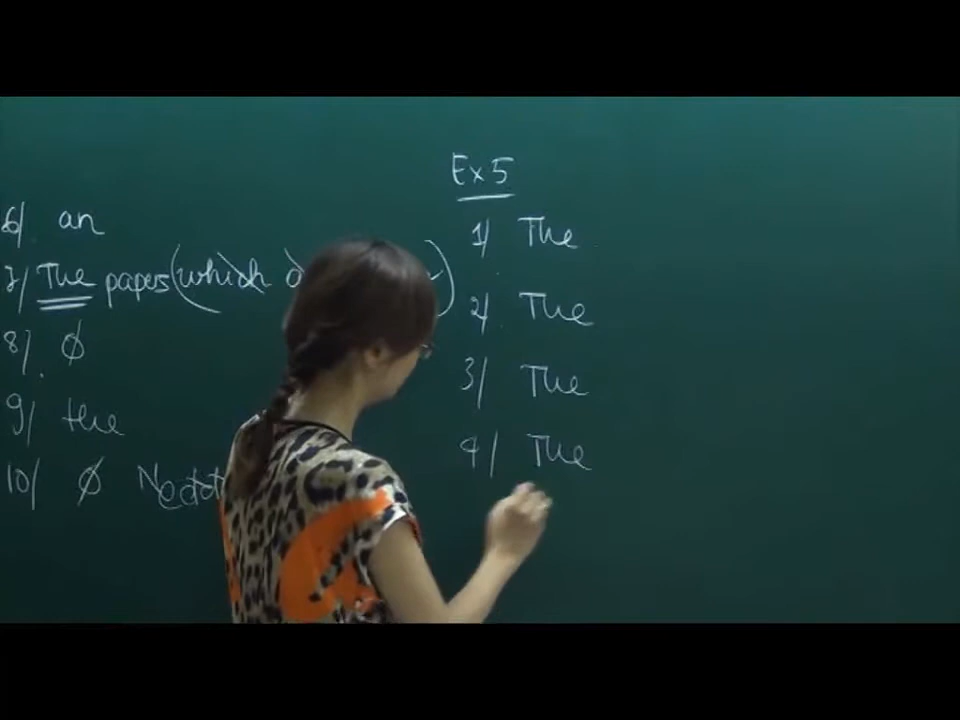 6/ an
7/ The papers (which
8/ ∅
9/ the
10/ ∅
Ex 5
1/ The
2/ The
3/ The
4/ The